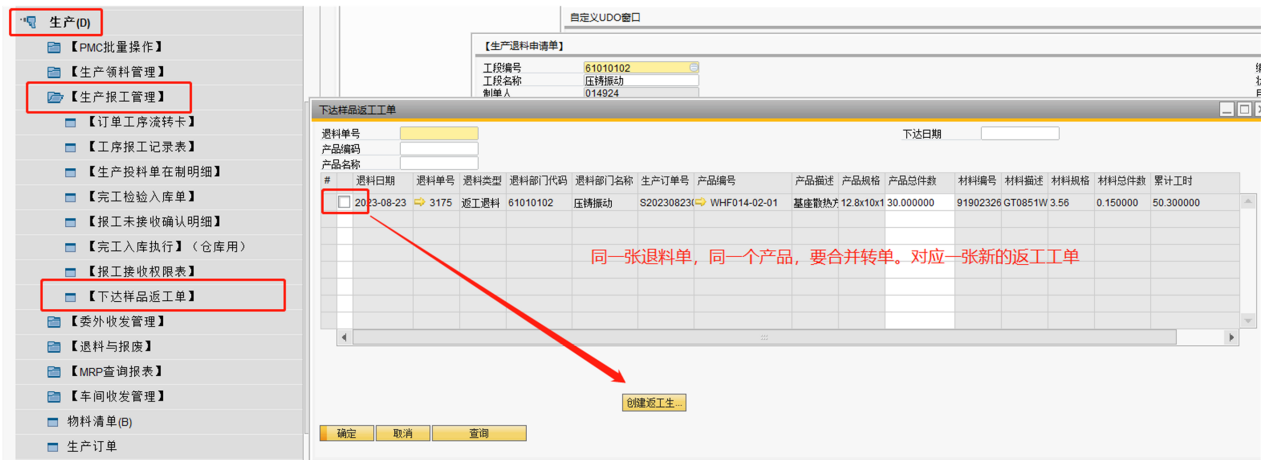 生产(D)
【PMC批量操作】
【生产领料管理】
【生产报工管理】
【订单工序流转卡】
【工序报工记录表】
【生产投料单在制明细】
【完工检验入库单】
【报工未接收确认明细】
【完工入库执行】（仓库用）
【报工接收权限表】
【下达样品返工单】
【委外收发管理】
【退料与报废】
【MRP查询报表】
【车间收发管理】
物料清单(B)
生产订单
自定义UDO窗口
【生产退料申请单】
工段编号 61010102
工段名称 压铸振动
制单人 014924
下达样品返工工单
退料单号 下达日期
产品编码
产品名称
# 退料日期 退料单号 退料类型 退料部门代码 退料部门名称 生产订单号 产品编号 产品描述 产品规格 产品总件数 材料编号 材料描述 材料规格 材料总件数 累计工时
2023-08-23 3175 返工退料 61010102 压铸振动 S20230823 WHF014-02-01 基座散热片 12.8x10x1 30.000000 91902326 GT0851W 3.56 0.150000 50.300000
同一张退料单，同一个产品，要合并转单。对应一张新的返工工单
创建返工生...
确定 取消 查询